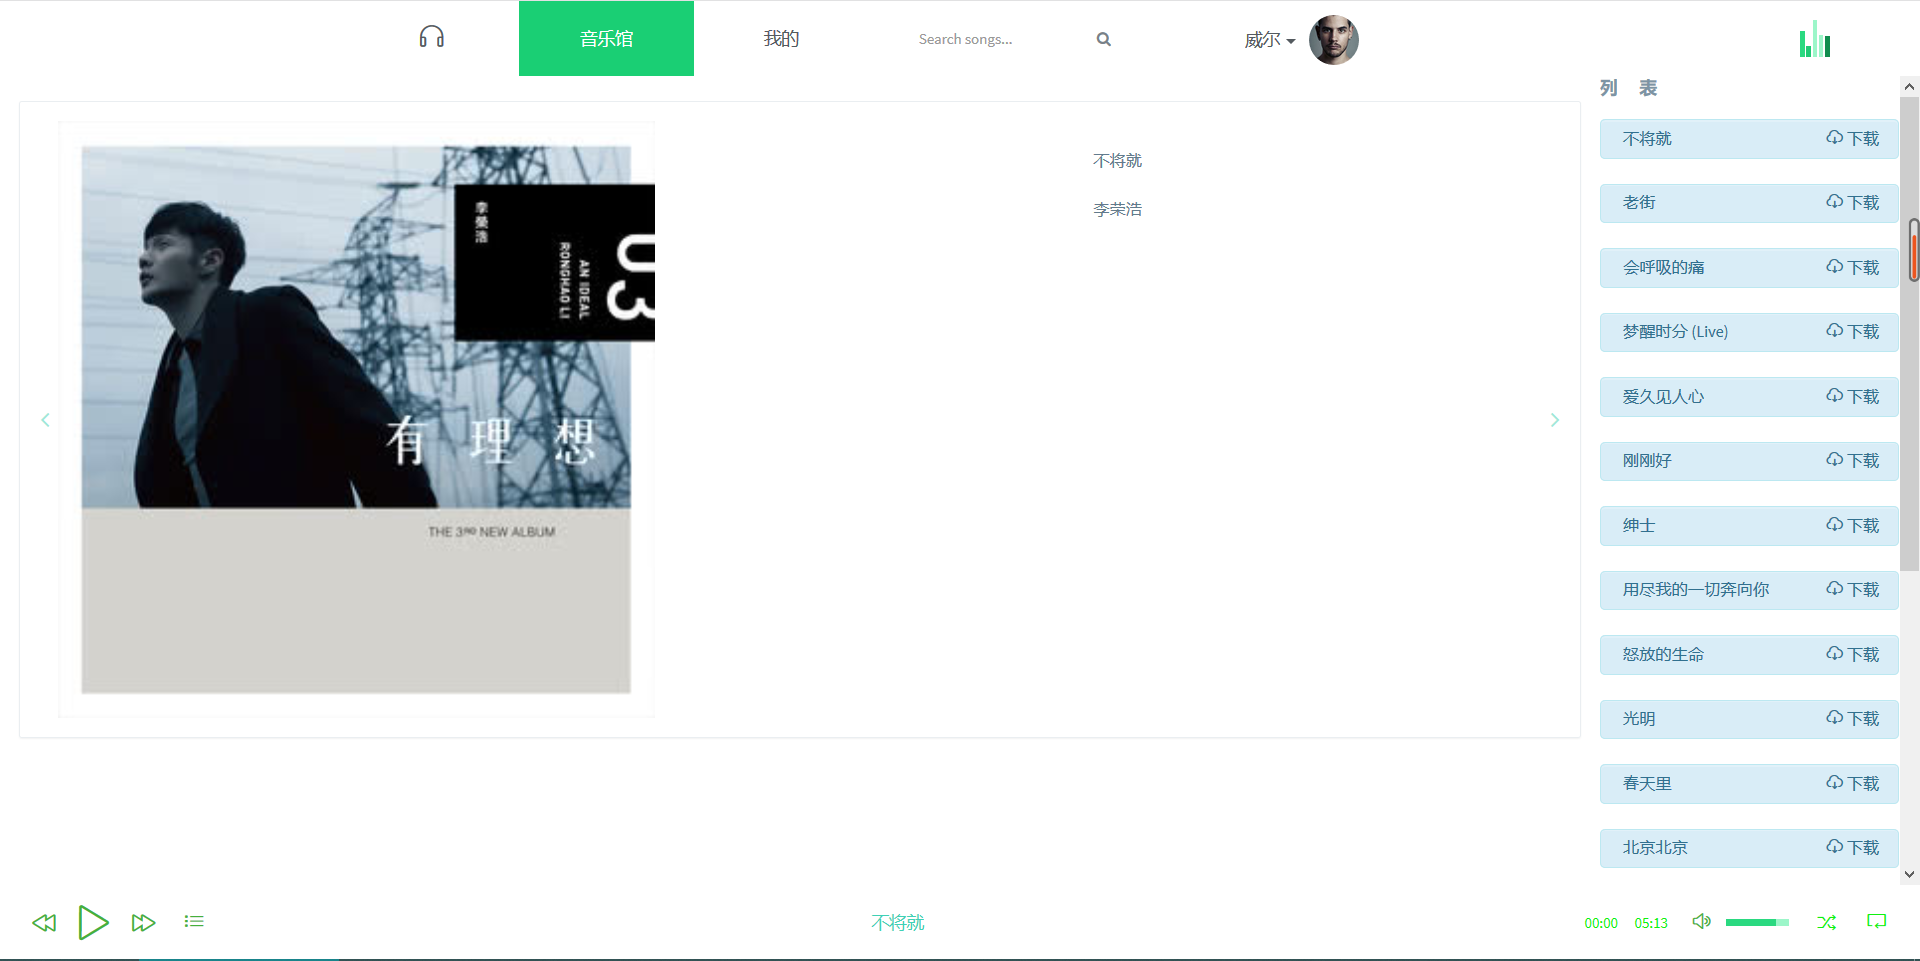 音乐馆
我的
Search songs...
威尔
列 表
不将就
李荣浩
李榮浩
03
AN IDEAL
RONGHAO LI
有 理 想
THE 3RD NEW ALBUM
不将就 下载
老街 下载
会呼吸的痛 下载
梦醒时分 (Live) 下载
爱久见人心 下载
刚刚好 下载
绅士 下载
用尽我的一切奔向你 下载
怒放的生命 下载
光明 下载
春天里 下载
北京北京 下载
不将就
00:00 05:13